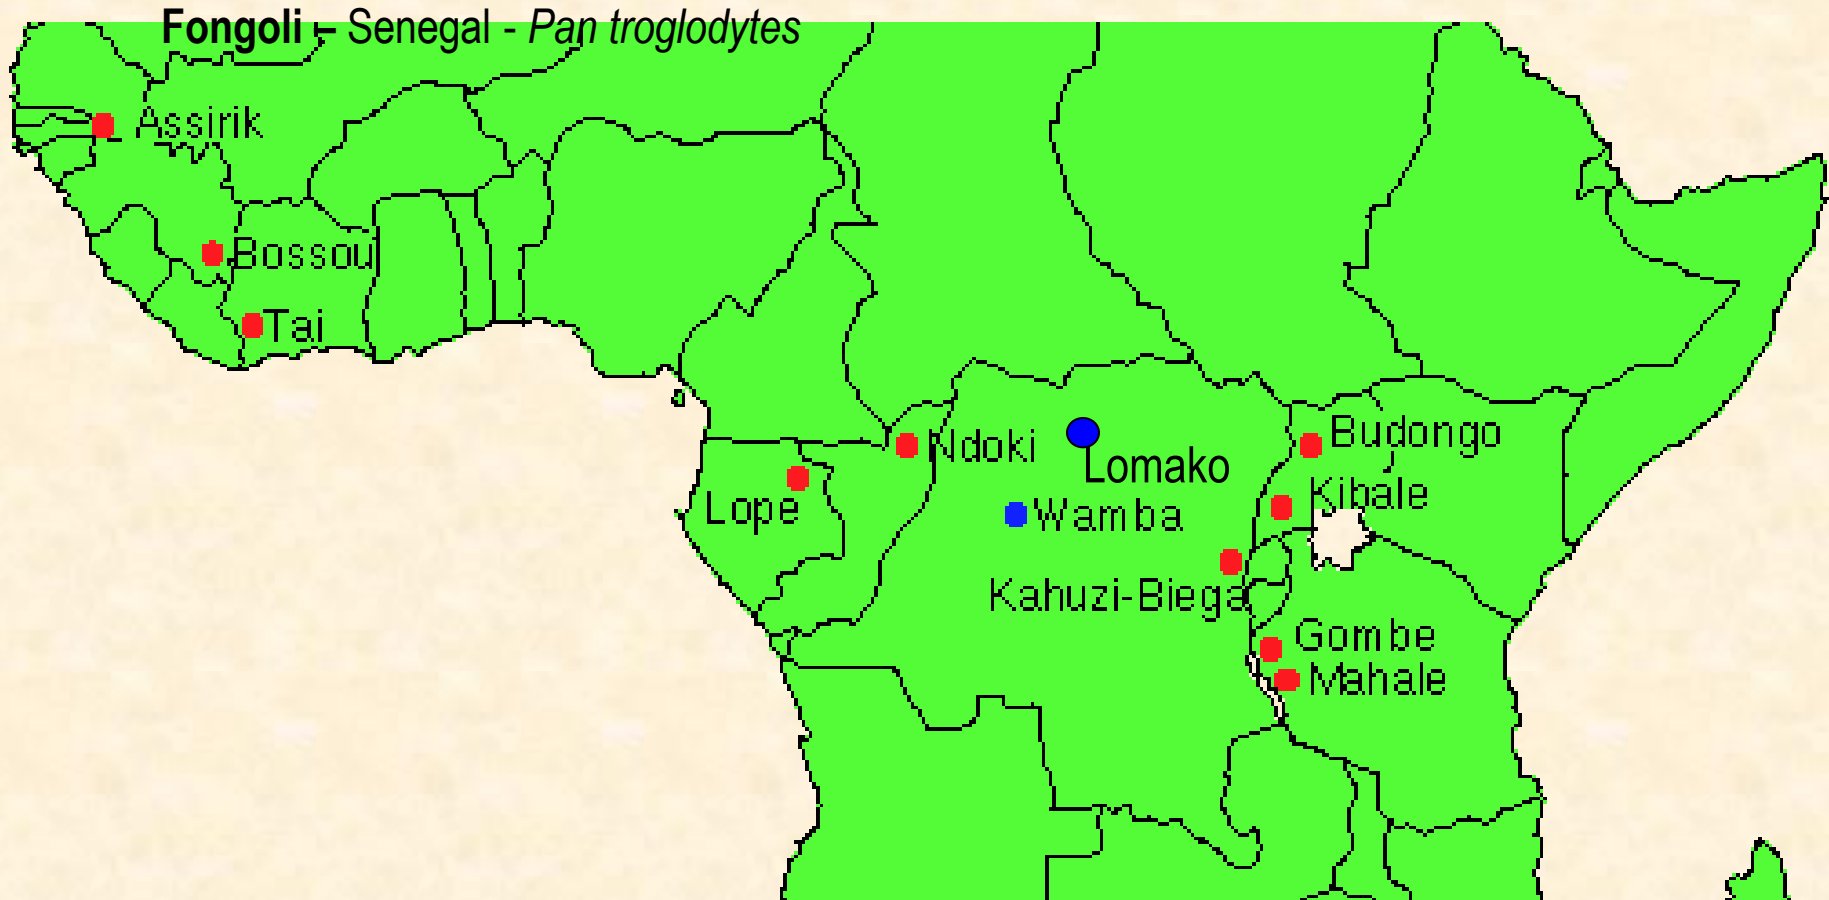 Fongoli – Senegal - Pan troglodytes
Assirik
Bossou
Tai
Budongo
Ndoki
Lomako
Kibale
Lope
Wamba
Kahuzi-Biega
Gombe
Mahale